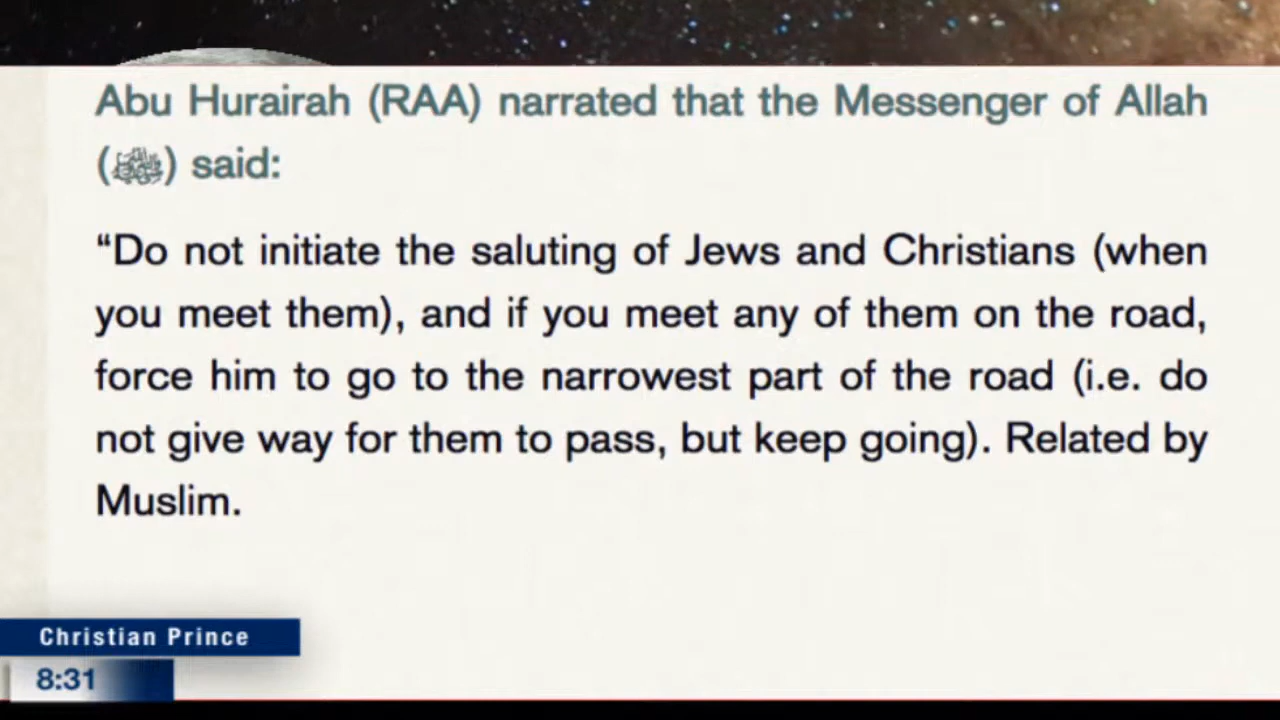 Abu Hurairah (RAA) narrated that the Messenger of Allah
(ﷺ) said:
“Do not initiate the saluting of Jews and Christians (when
you meet them), and if you meet any of them on the road,
force him to go to the narrowest part of the road (i.e. do
not give way for them to pass, but keep going). Related by
Muslim.
Christian Prince
8:31